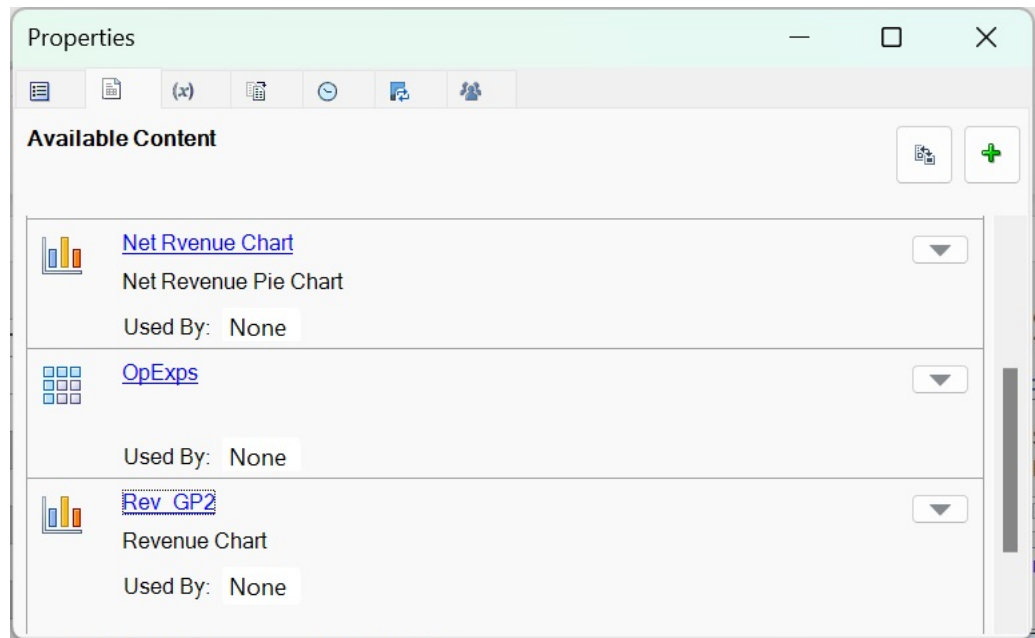 Properties
(x)
Available Content
Net Rvenue Chart
Net Revenue Pie Chart
Used By: None
OpExps
Used By: None
Rev_GP2
Revenue Chart
Used By: None